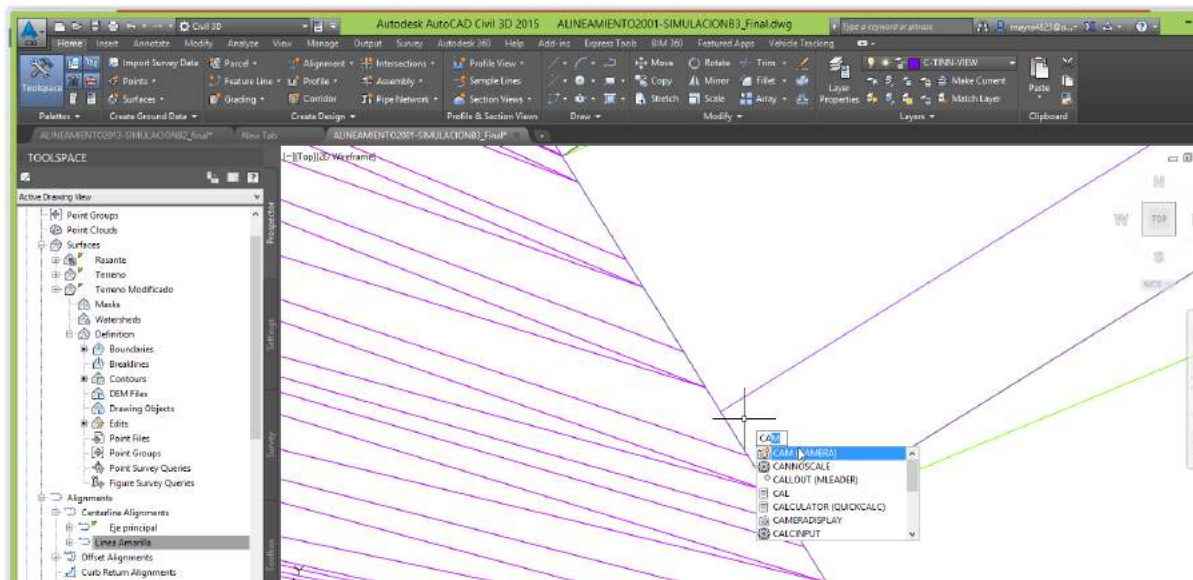 Civil 3D
Autodesk AutoCAD Civil 3D 2015 ALINEAMIENTO2001-SIMULACIONB3_Final.dwg
Type a keyword or phrase
Home Insert Annotate Modify Analyze View Manage Output Survey Autodesk 360 Help Add-ins Express Tools BIM 360 Featured Apps Vehicle Tracking
Toolspace
Import Survey Data
Points
Surfaces
Parcel
Feature Line
Grading
Alignment
Profile
Corridor
Intersections
Assembly
Pipe Network
Profile View
Sample Lines
Section Views
Move
Copy
Stretch
Rotate
Mirror
Scale
Trim
Fillet
Array
Layer
Properties
C-TINN-VIEW
Make Current
Match Layer
Paste
Palettes Create Ground Data Create Design Profile & Section Views Draw Modify Layers Clipboard
New Tab
ALINEAMIENTO2001-SIMULACIONB3_Final*
TOOLSPACE
Active Drawing View
Point Groups
Point Clouds
Surfaces
Rasante
Terreno
Terreno Modificado
Masks
Watersheds
Definition
Boundaries
Breaklines
Contours
DEM Files
Drawing Objects
Edits
Point Files
Point Groups
Point Survey Queries
Figure Survey Queries
Alignments
Centerline Alignments
Eje principal
Linea Amarilla
Offset Alignments
Curb Return Alignments
Prospector
Settings
Survey
Toolbox
[-][Top][2D Wireframe]
N
W
TOP
S
WCS
CAM
CAM (CAMERA)
CANNOSCALE
CALLOUT (MLEADER)
CAL
CALCULATOR (QUICKCALC)
CAMERADISPLAY
CALCINPUT
Y